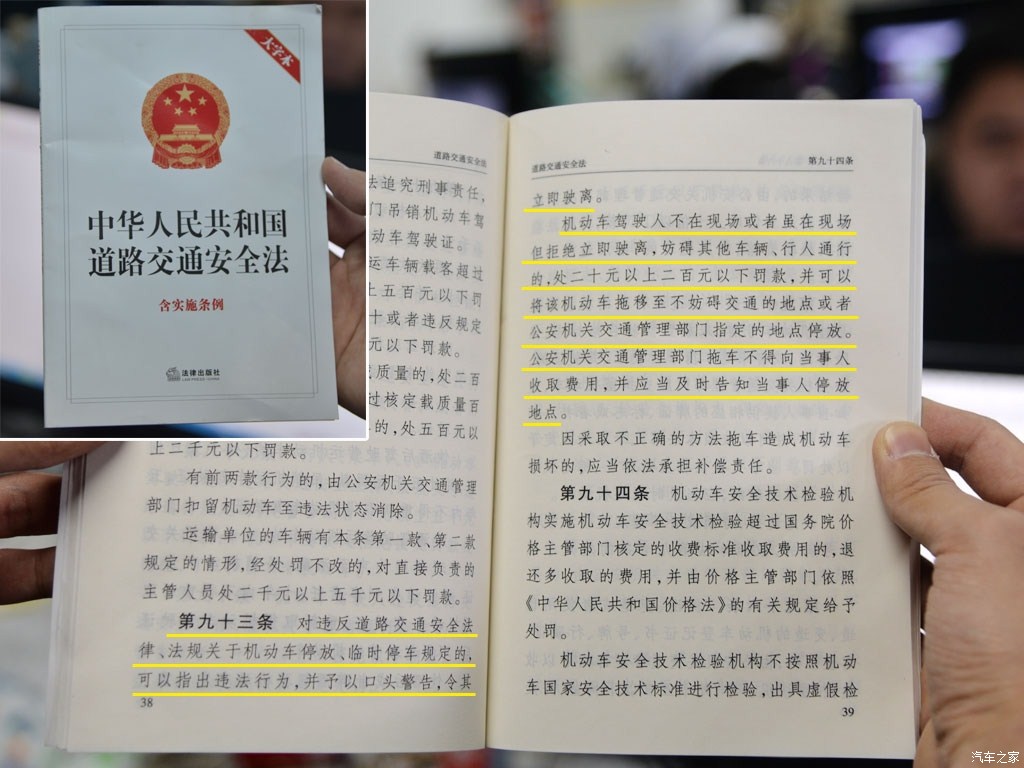 大字本
中华人民共和国
道路交通安全法
含实施条例
法律出版社
LAW PRESS·CHINA
道路交通安全法
法追究刑事责任,
门吊销机动车驾
动车驾驶证。
运车辆载客超过
上五百元以下罚
十或者违反规定
元以下罚款。
载质量的,处二百
过核定载质量百
的,处五百元以
上二千元以下罚款。
有前两款行为的,由公安机关交通管理
部门扣留机动车至违法状态消除。
运输单位的车辆有本条第一款、第二款
规定的情形,经处罚不改的,对直接负责的
主管人员处二千元以上五千元以下罚款。
第九十三条 对违反道路交通安全法
律、法规关于机动车停放、临时停车规定的,
可以指出违法行为,并予以口头警告,令其
38
道路交通安全法 第九十四条
立即驶离。
机动车驾驶人不在现场或者虽在现场
但拒绝立即驶离,妨碍其他车辆、行人通行
的,处二十元以上二百元以下罚款,并可以
将该机动车拖移至不妨碍交通的地点或者
公安机关交通管理部门指定的地点停放。
公安机关交通管理部门拖车不得向当事人
收取费用,并应当及时告知当事人停放
地点。
因采取不正确的方法拖车造成机动车
损坏的,应当依法承担补偿责任。
第九十四条 机动车安全技术检验机
构实施机动车安全技术检验超过国务院价
格主管部门核定的收费标准收取费用的,退
还多收取的费用,并由价格主管部门依照
《中华人民共和国价格法》的有关规定给予
处罚。
机动车安全技术检验机构不按照机动
车国家安全技术标准进行检验,出具虚假检
39
汽车之家